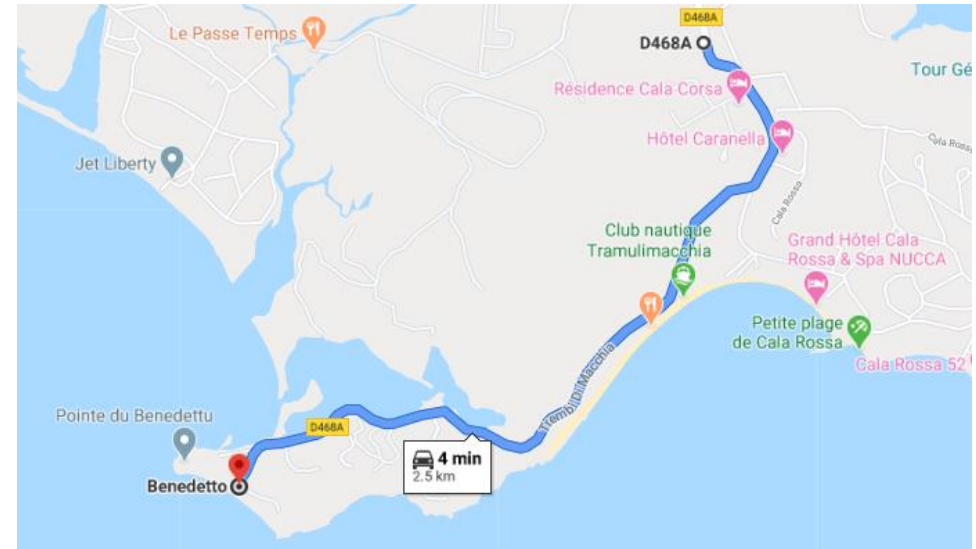 D468A
Le Passe Temps
D468A
Tour Gé
Résidence Cala Corsa
Hôtel Caranella
Cala Rossa
Jet Liberty
Cala Rossa
Club nautique
Tramulimacchia
Grand Hôtel Cala
Rossa & Spa NUCCA
Petite plage
de Cala Rossa
Cala Rossa 52
Trembi Di Macchia
Pointe du Benedettu
D468A
4 min
2.5 km
Benedetto